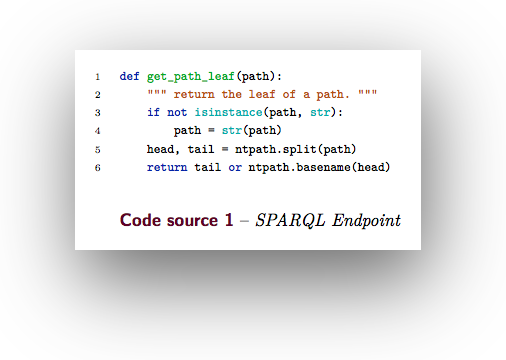 1 def get_path_leaf(path):
2     """ return the leaf of a path. """
3     if not isinstance(path, str):
4         path = str(path)
5     head, tail = ntpath.split(path)
6     return tail or ntpath.basename(head)
Code source 1 – SPARQL Endpoint